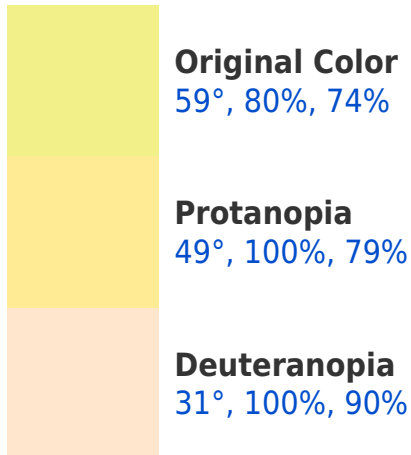 Original Color
59°, 80%, 74%
Protanopia
49°, 100%, 79%
Deuteranopia
31°, 100%, 90%